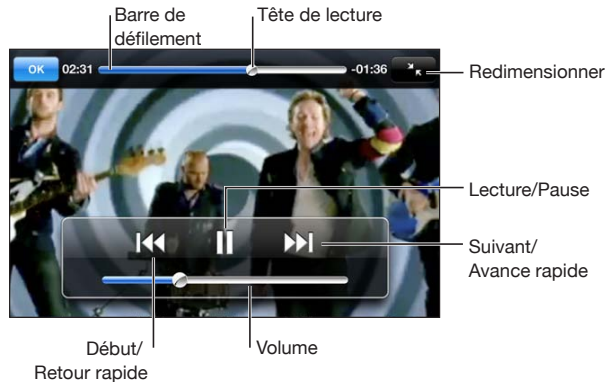 Barre de
défilement
Tête de lecture
OK 02:31 -01:36
Redimensionner
Lecture/Pause
Suivant/
Avance rapide
Début/
Retour rapide
Volume